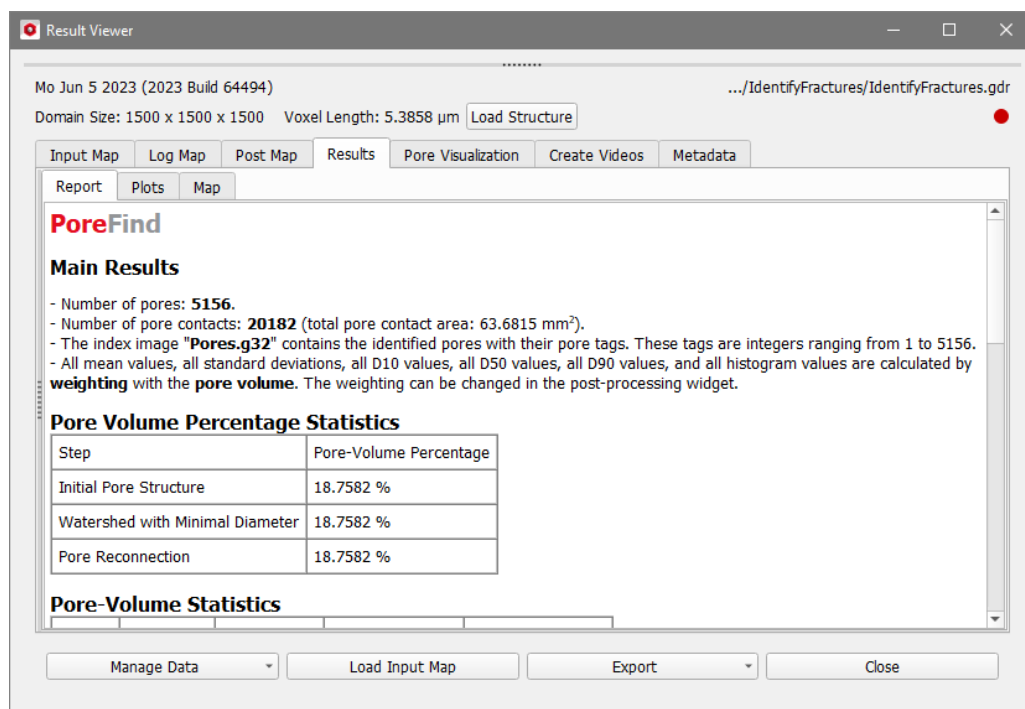 Result Viewer
Mo Jun 5 2023 (2023 Build 64494) .../IdentifyFractures/IdentifyFractures.gdr
Domain Size: 1500 x 1500 x 1500 Voxel Length: 5.3858 µm Load Structure
Input Map Log Map Post Map Results Pore Visualization Create Videos Metadata
Report Plots Map
PoreFind
Main Results
- Number of pores: 5156.
- Number of pore contacts: 20182 (total pore contact area: 63.6815 mm²).
- The index image "Pores.g32" contains the identified pores with their pore tags. These tags are integers ranging from 1 to 5156.
- All mean values, all standard deviations, all D10 values, all D50 values, all D90 values, and all histogram values are calculated by
weighting with the pore volume. The weighting can be changed in the post-processing widget.
Pore Volume Percentage Statistics
Step Pore-Volume Percentage
Initial Pore Structure 18.7582 %
Watershed with Minimal Diameter 18.7582 %
Pore Reconnection 18.7582 %
Pore-Volume Statistics
Manage Data Load Input Map Export Close